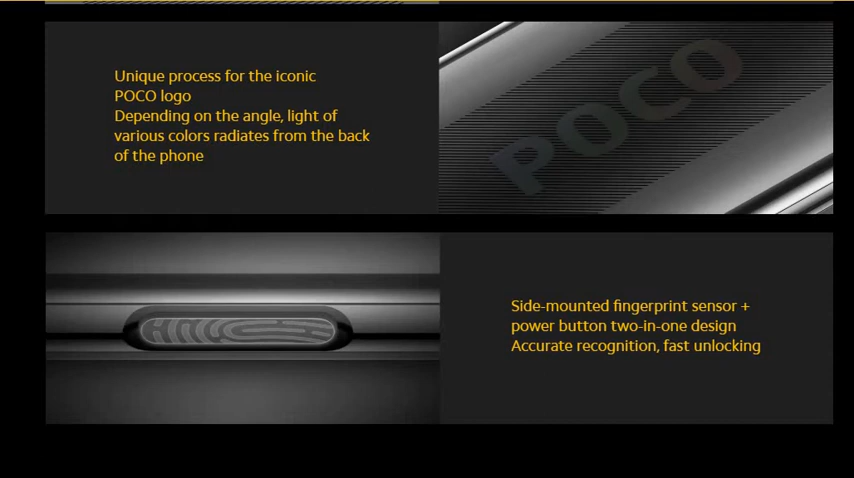 Unique process for the iconic
POCO logo
Depending on the angle, light of
various colors radiates from the back
of the phone
POCO
Side-mounted fingerprint sensor +
power button two-in-one design
Accurate recognition, fast unlocking